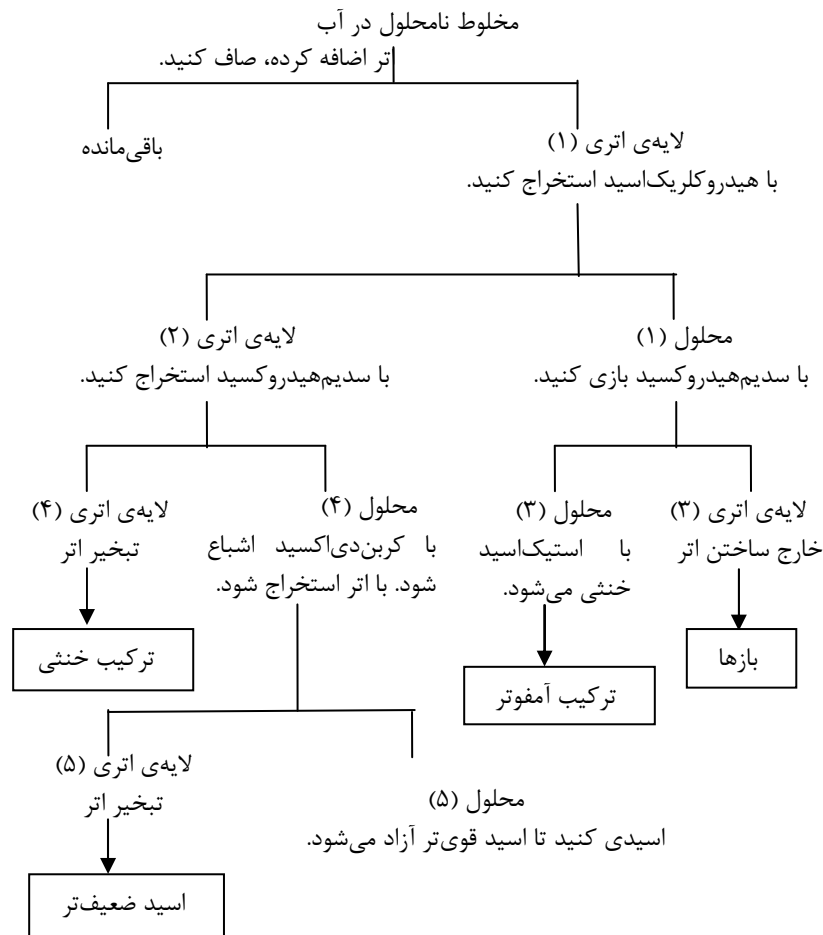 مخلوط نامحلول در آب
تر اضافه کرده، صاف کنید.
لایه‌ی اتری (۱)
باقی‌مانده
با هیدروکلریک‌اسید استخراج کنید.
محلول (۱)
لایه‌ی اتری (۲)
با سدیم‌هیدروکسید بازی کنید.
با سدیم‌هیدروکسید استخراج کنید.
لایه‌ی اتری (۳)
خارج ساختن اتر
محلول (۳)
با استیک‌اسید
خنثی می‌شود.
محلول (۴)
با کربن‌دی‌اکسید اشباع
شود. با اتر استخراج شود.
لایه‌ی اتری (۴)
تبخیر اتر
بازها
ترکیب آمفوتر
ترکیب خنثی
محلول (۵)
اسیدی کنید تا اسید قوی‌تر آزاد می‌شود.
لایه‌ی اتری (۵)
تبخیر اتر
اسید ضعیف‌تر